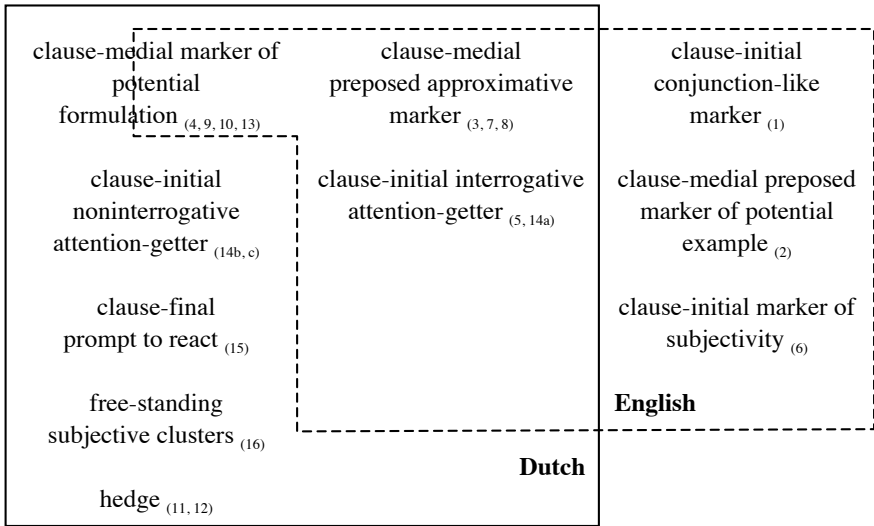 clause-medial marker of
potential
formulation (4, 9, 10, 13)
clause-medial
preposed approximative
marker (3, 7, 8)
clause-initial
conjunction-like
marker (1)
clause-initial
noninterrogative
attention-getter (14b, c)
clause-initial interrogative
attention-getter (5, 14a)
clause-medial preposed
marker of potential
example (2)
clause-final
prompt to react (15)
clause-initial marker of
subjectivity (6)
free-standing
subjective clusters (16)
English
Dutch
hedge (11, 12)